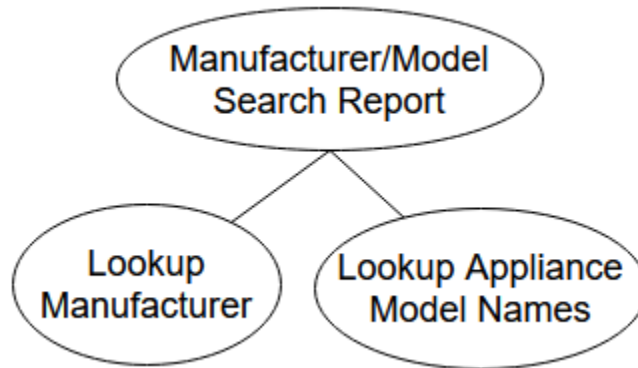 Manufacturer/Model
Search Report
Lookup
Manufacturer
Lookup Appliance
Model Names